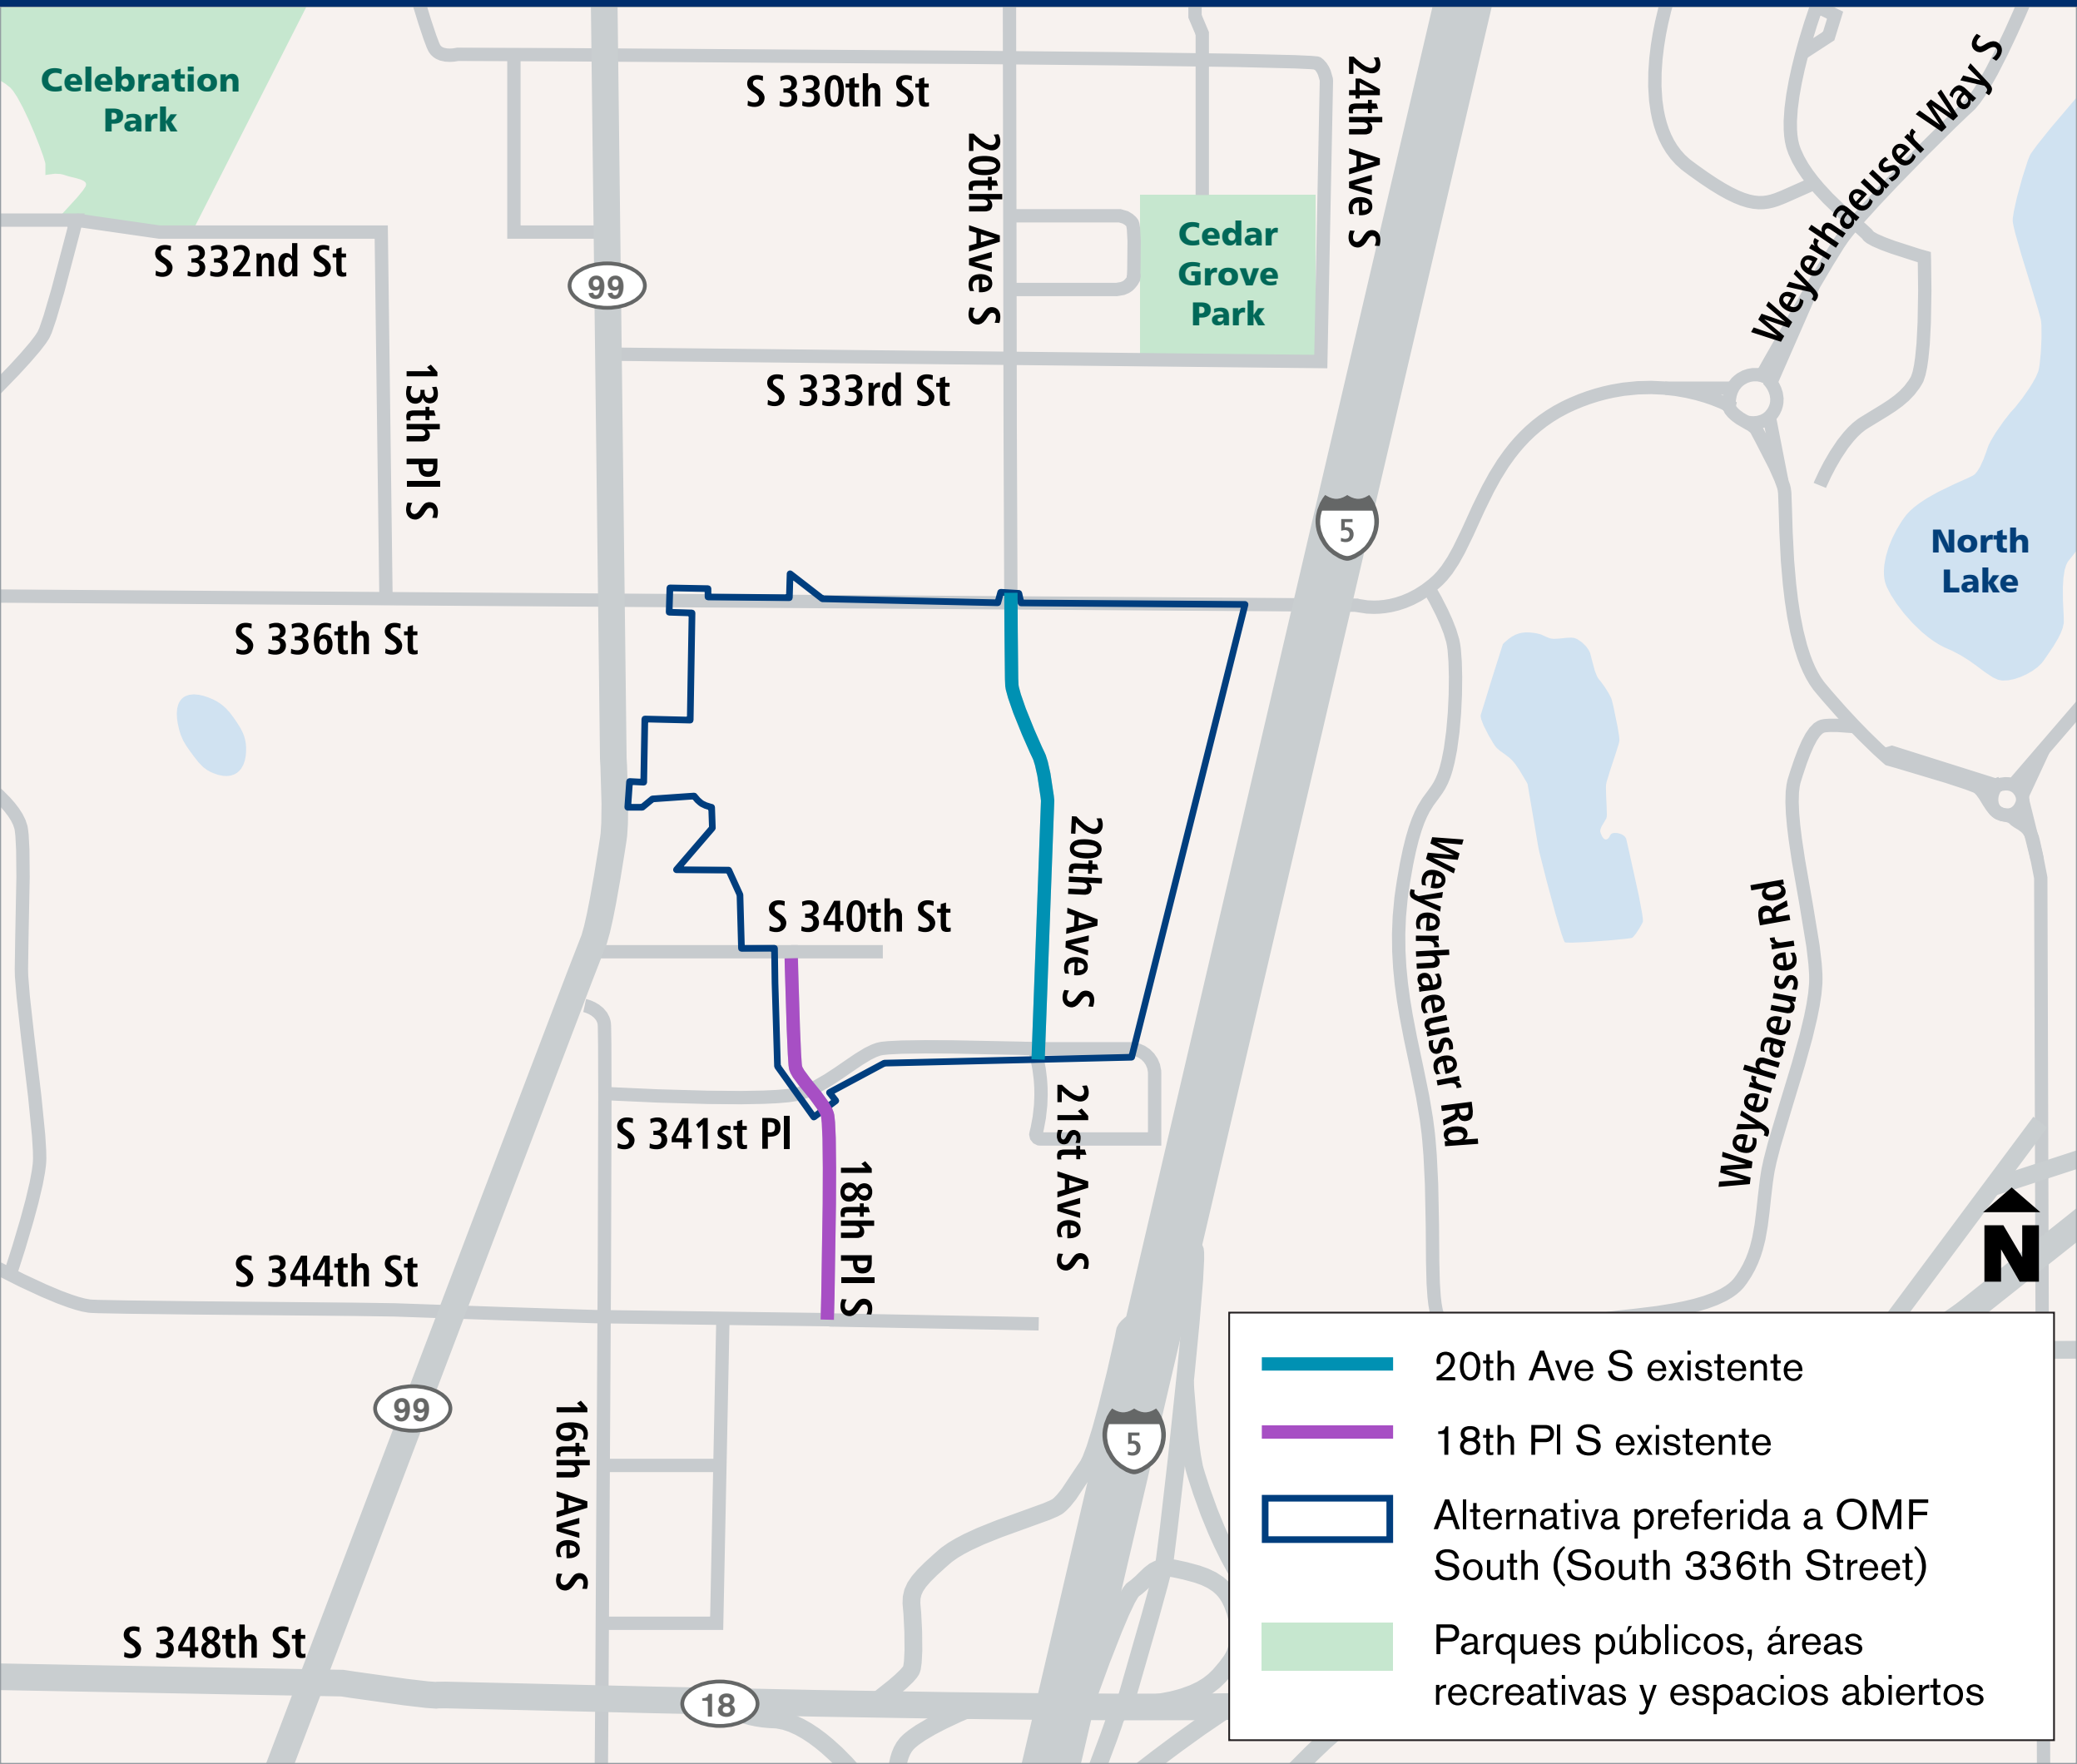 Celebration
Park
S 330th St
24th Ave S
Weyerhaeuser Way S
20th Ave S
Cedar
Grove
Park
S 332nd St
99
13th Pl S
S 333rd St
5
North
Lake
S 336th St
20th Ave S
S 340th St
Weyerhaeuser Rd
Weyerhaeuser Rd
S 341st Pl
21st Ave S
18th Pl S
N
S 344th St
99
16th Ave S
5
S 348th St
18
20th Ave S existente
18th Pl S existente
Alternativa preferida a OMF
South (South 336th Street)
Parques públicos, áreas
recreativas y espacios abiertos